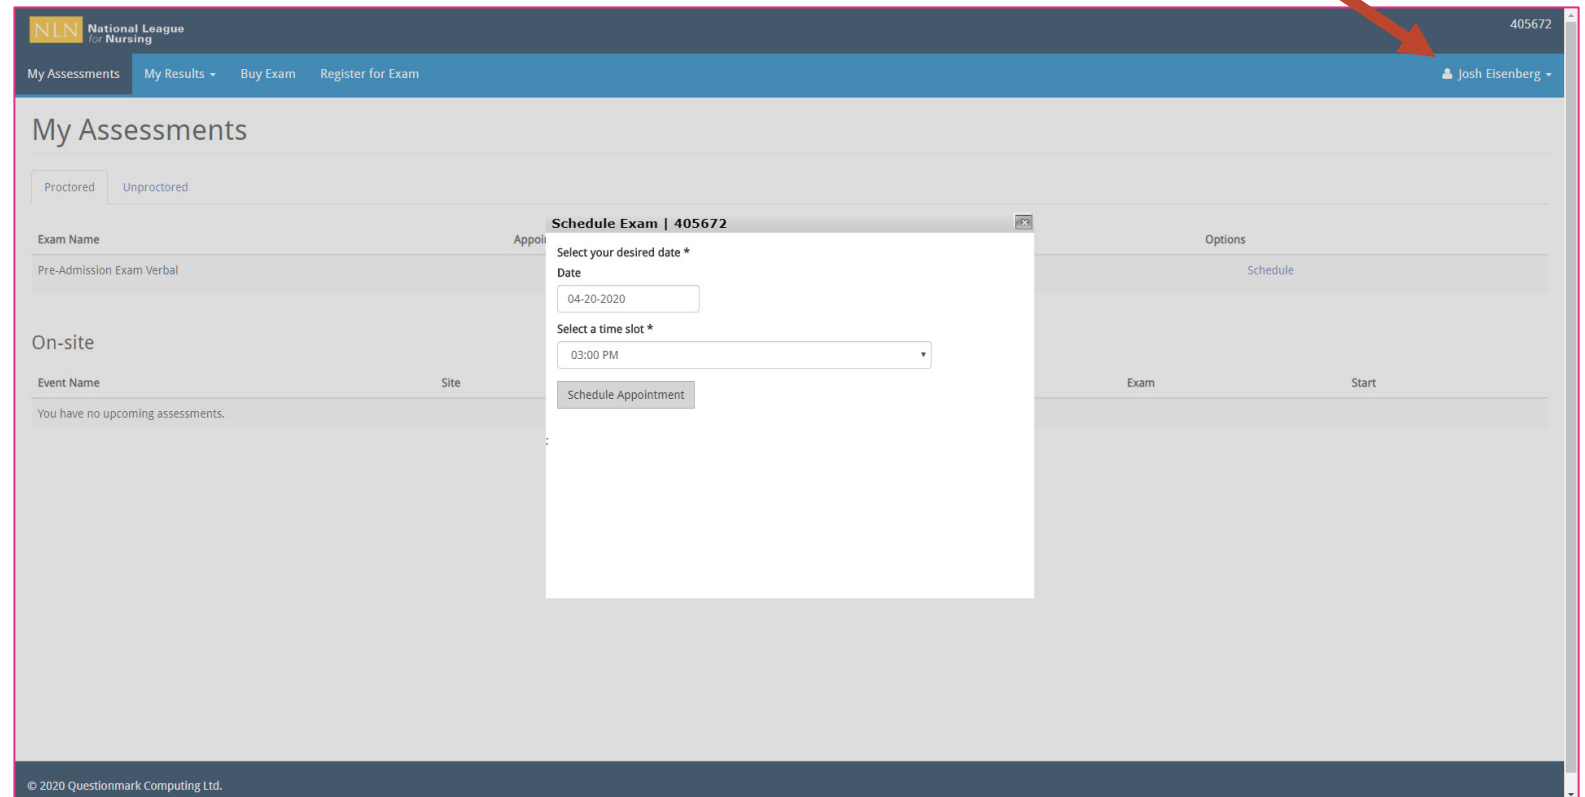 NLN National League
for Nursing
405672
My Assessments My Results Buy Exam Register for Exam Josh Eisenberg
My Assessments
Proctored Unproctored
Schedule Exam | 405672
Exam Name Options
Select your desired date *
Pre-Admission Exam Verbal Schedule
Date
04-20-2020
Select a time slot *
On-site
03:00 PM
Event Name Site Exam Start
Schedule Appointment
You have no upcoming assessments.
:
© 2020 Questionmark Computing Ltd.